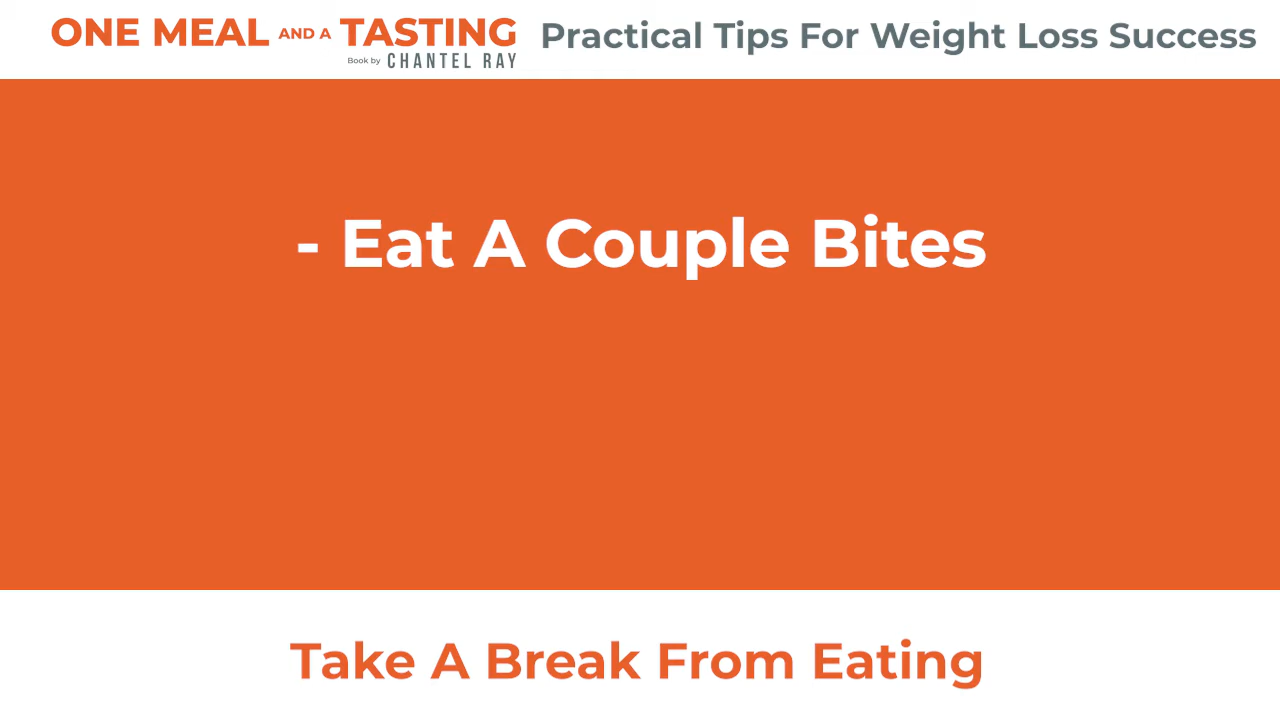 ONE MEAL AND A TASTING
Book by CHANTEL RAY
Practical Tips For Weight Loss Success
- Eat A Couple Bites
Take A Break From Eating